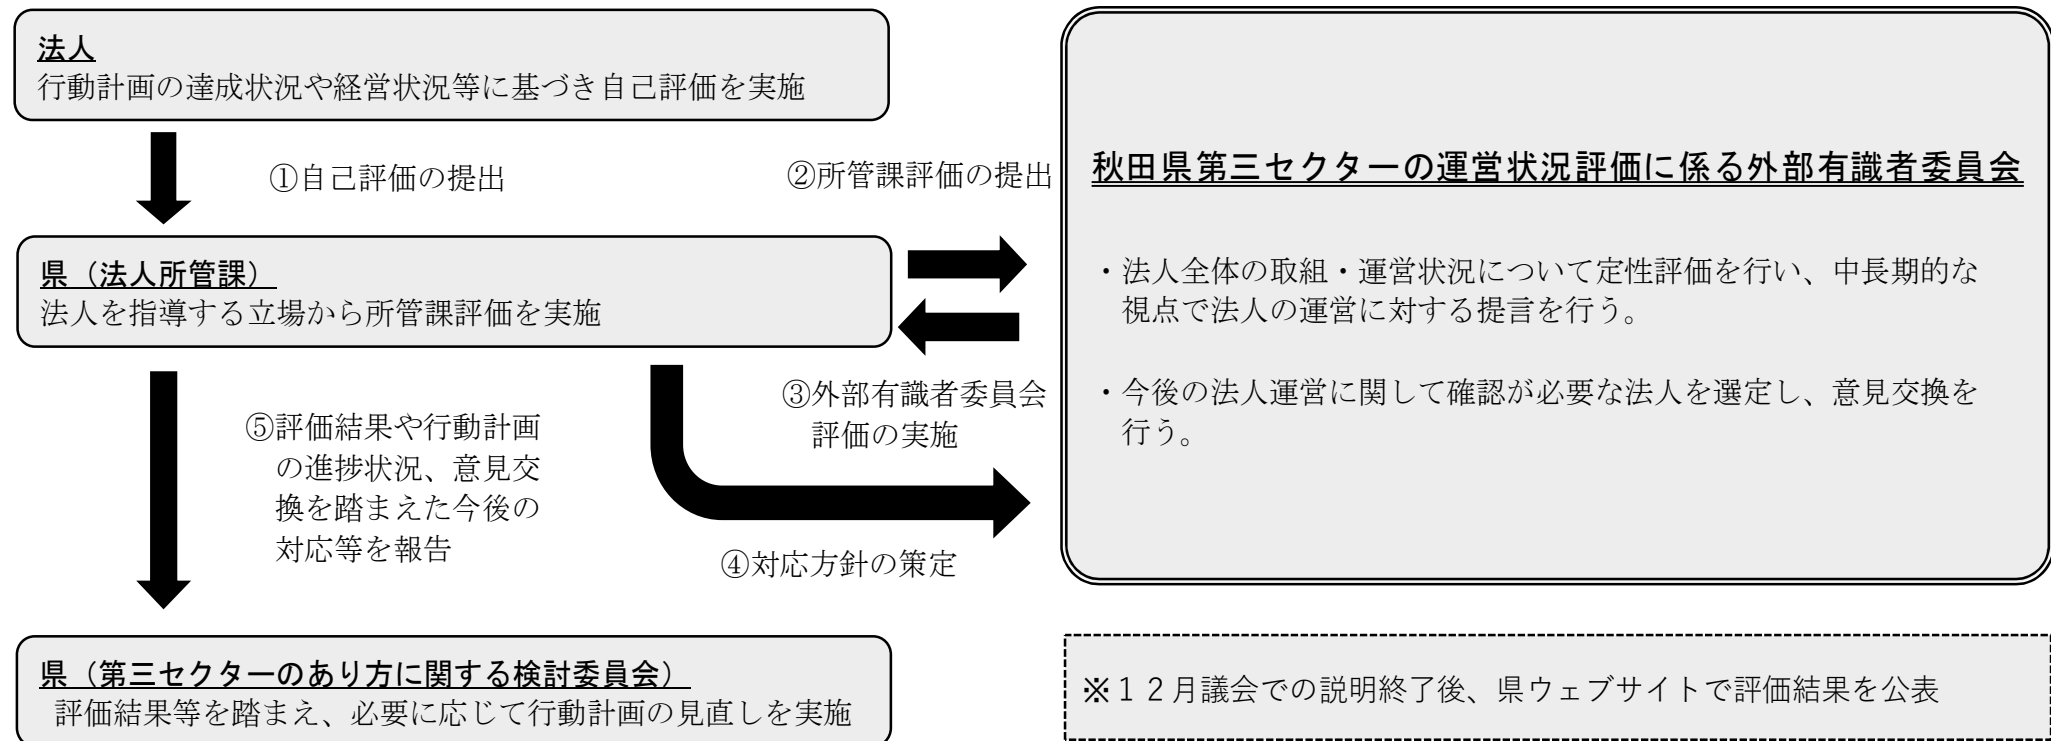 法人
行動計画の達成状況や経営状況等に基づき自己評価を実施
①自己評価の提出
②所管課評価の提出
県（法人所管課）
法人を指導する立場から所管課評価を実施
③外部有識者委員会
評価の実施
④対応方針の策定
⑤評価結果や行動計画
の進捗状況、意見交
換を踏まえた今後の
対応等を報告
県（第三セクターのあり方に関する検討委員会）
評価結果等を踏まえ、必要に応じて行動計画の見直しを実施
秋田県第三セクターの運営状況評価に係る外部有識者委員会
・法人全体の取組・運営状況について定性評価を行い、中長期的な
視点で法人の運営に対する提言を行う。
・今後の法人運営に関して確認が必要な法人を選定し、意見交換を
行う。
※１２月議会での説明終了後、県ウェブサイトで評価結果を公表